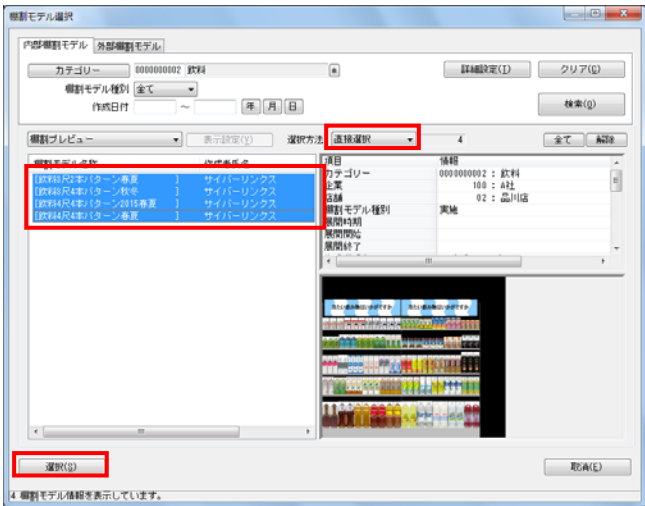 棚割モデル選択
内部棚割モデル 外部棚割モデル
カテゴリー 0000000002 飲料 詳細設定(I) クリア(C)
棚割モデル種別 全て
作成日付 ～ 年 月 日 検索(Q)
棚割プレビュー 表示設定(V) 選択方法 直接選択 4 全て 解除
棚割モデル名称 作成者氏名
[飲料3尺2本パターン春夏 ] サイバーリンクス
[飲料4尺4本パターン秋冬 ] サイバーリンクス
[飲料4尺4本パターン2015春夏 ] サイバーリンクス
[飲料4尺4本パターン春夏 ] サイバーリンクス
項目 情報
カテゴリー 0000000002 : 飲料
企業 100 : A社
店舗 02 : 品川店
棚割モデル種別 実施
展開時期
展開開始
展開終了
選択(S) 取消(E)
4 棚割モデル情報を表示しています。